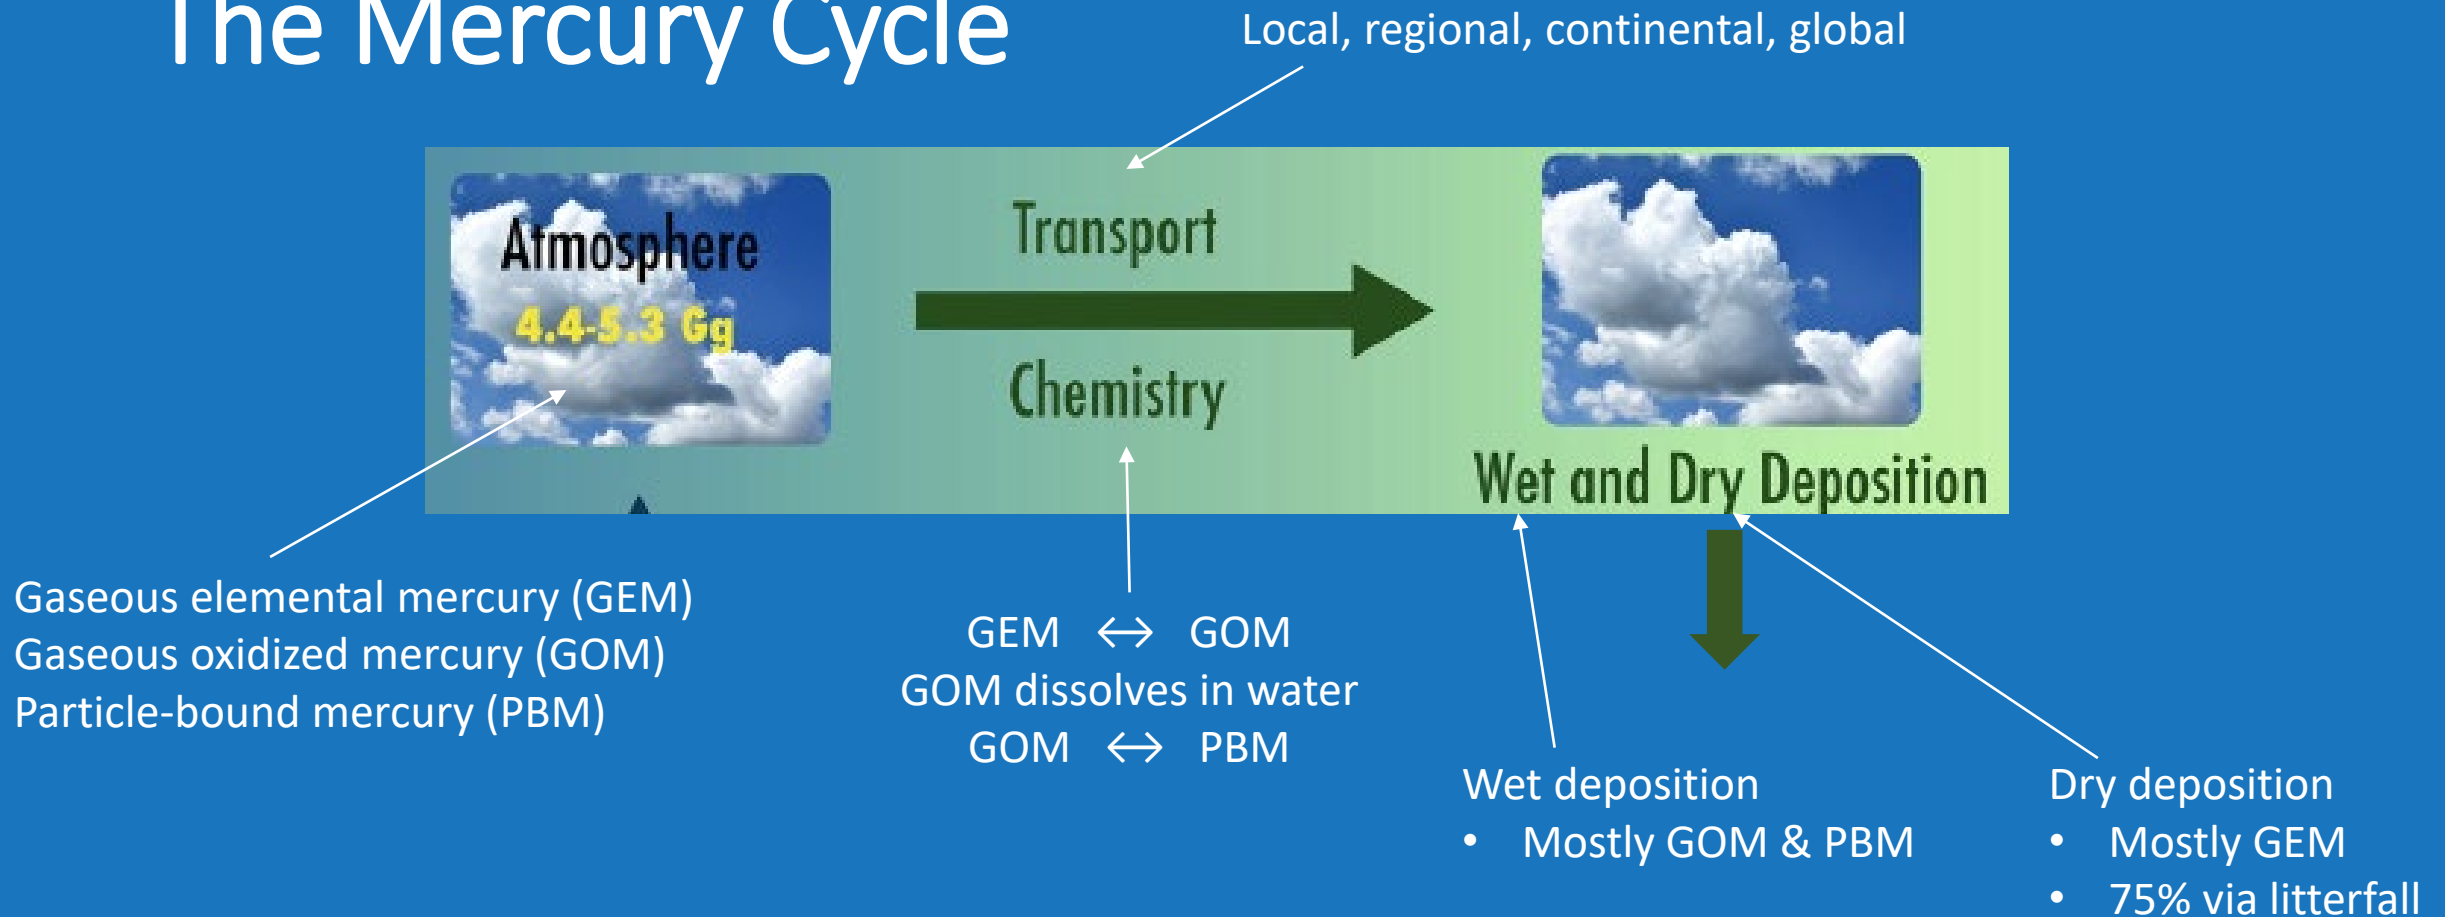 The Mercury Cycle
Local, regional, continental, global
Atmosphere
4.4-5.3 Gg
Transport
Chemistry
Wet and Dry Deposition
Gaseous elemental mercury (GEM)
Gaseous oxidized mercury (GOM)
Particle-bound mercury (PBM)
GEM ↔ GOM
GOM dissolves in water
GOM ↔ PBM
Wet deposition
• Mostly GOM & PBM
Dry deposition
• Mostly GEM
• 75% via litterfall